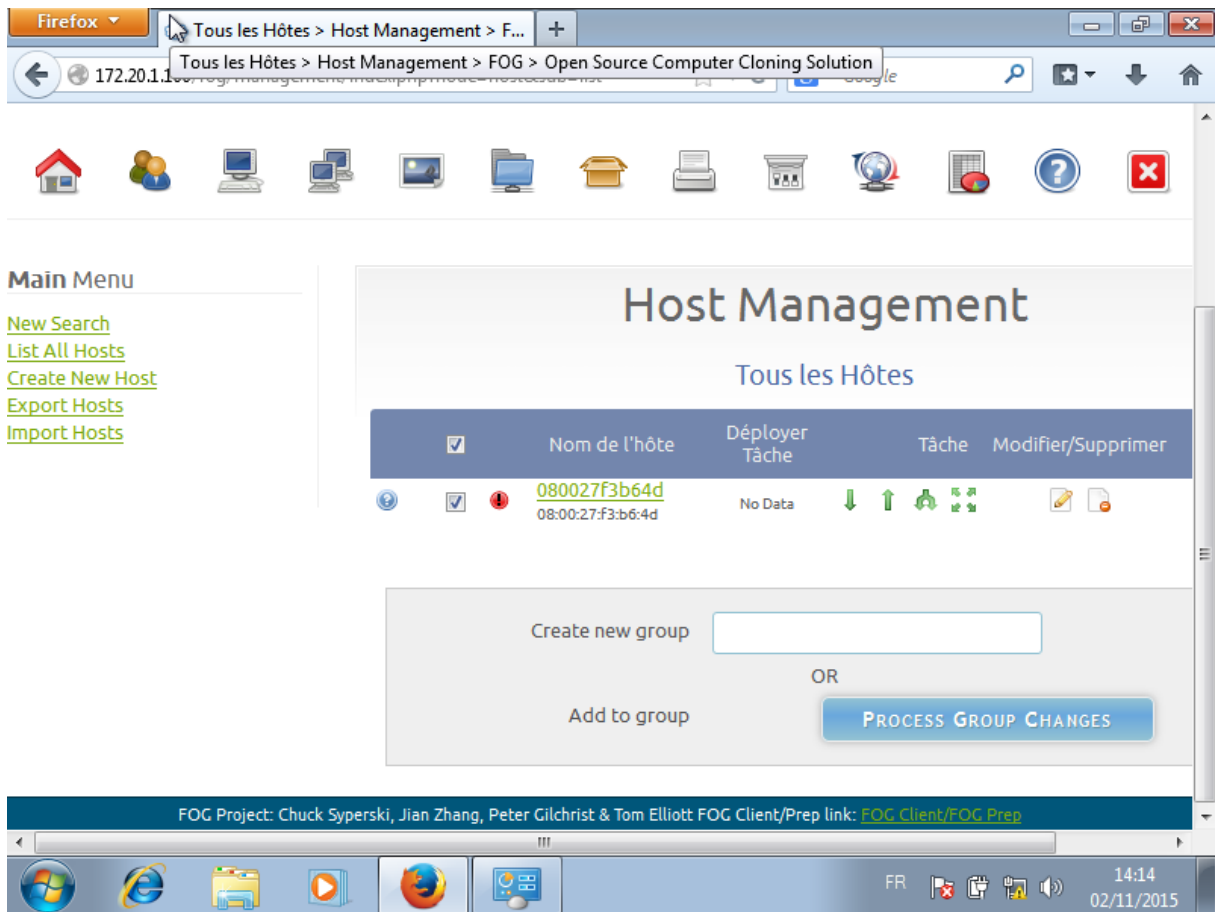 Firefox
Tous les Hôtes > Host Management > F...
Tous les Hôtes > Host Management > FOG > Open Source Computer Cloning Solution
172.20.1.1
Main Menu
New Search
List All Hosts
Create New Host
Export Hosts
Import Hosts
Host Management
Tous les Hôtes
Nom de l'hôte
Déployer Tâche
Tâche
Modifier/Supprimer
080027f3b64d
08:00:27:f3:b6:4d
No Data
Create new group
OR
Add to group
PROCESS GROUP CHANGES
FOG Project: Chuck Syperski, Jian Zhang, Peter Gilchrist & Tom Elliott FOG Client/Prep link: FOG Client/FOG Prep
FR
14:14
02/11/2015